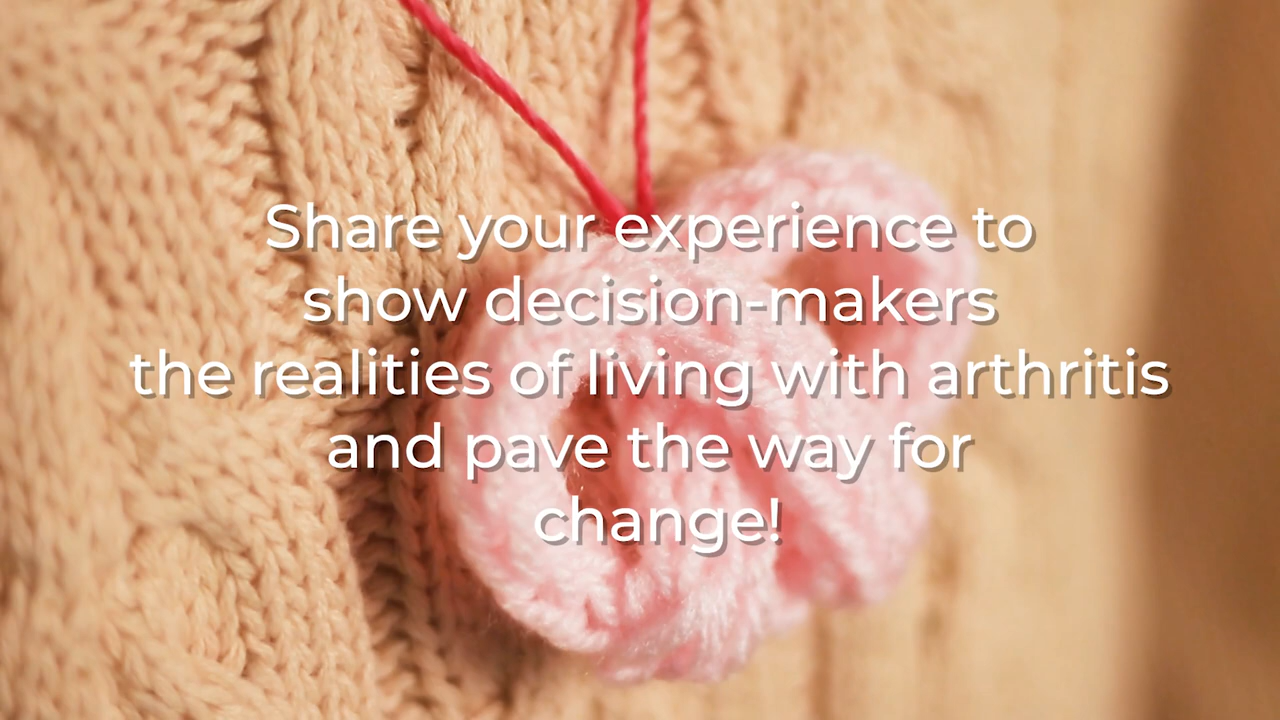 Share your experience to
show decision-makers
the realities of living with arthritis
and pave the way for
change!